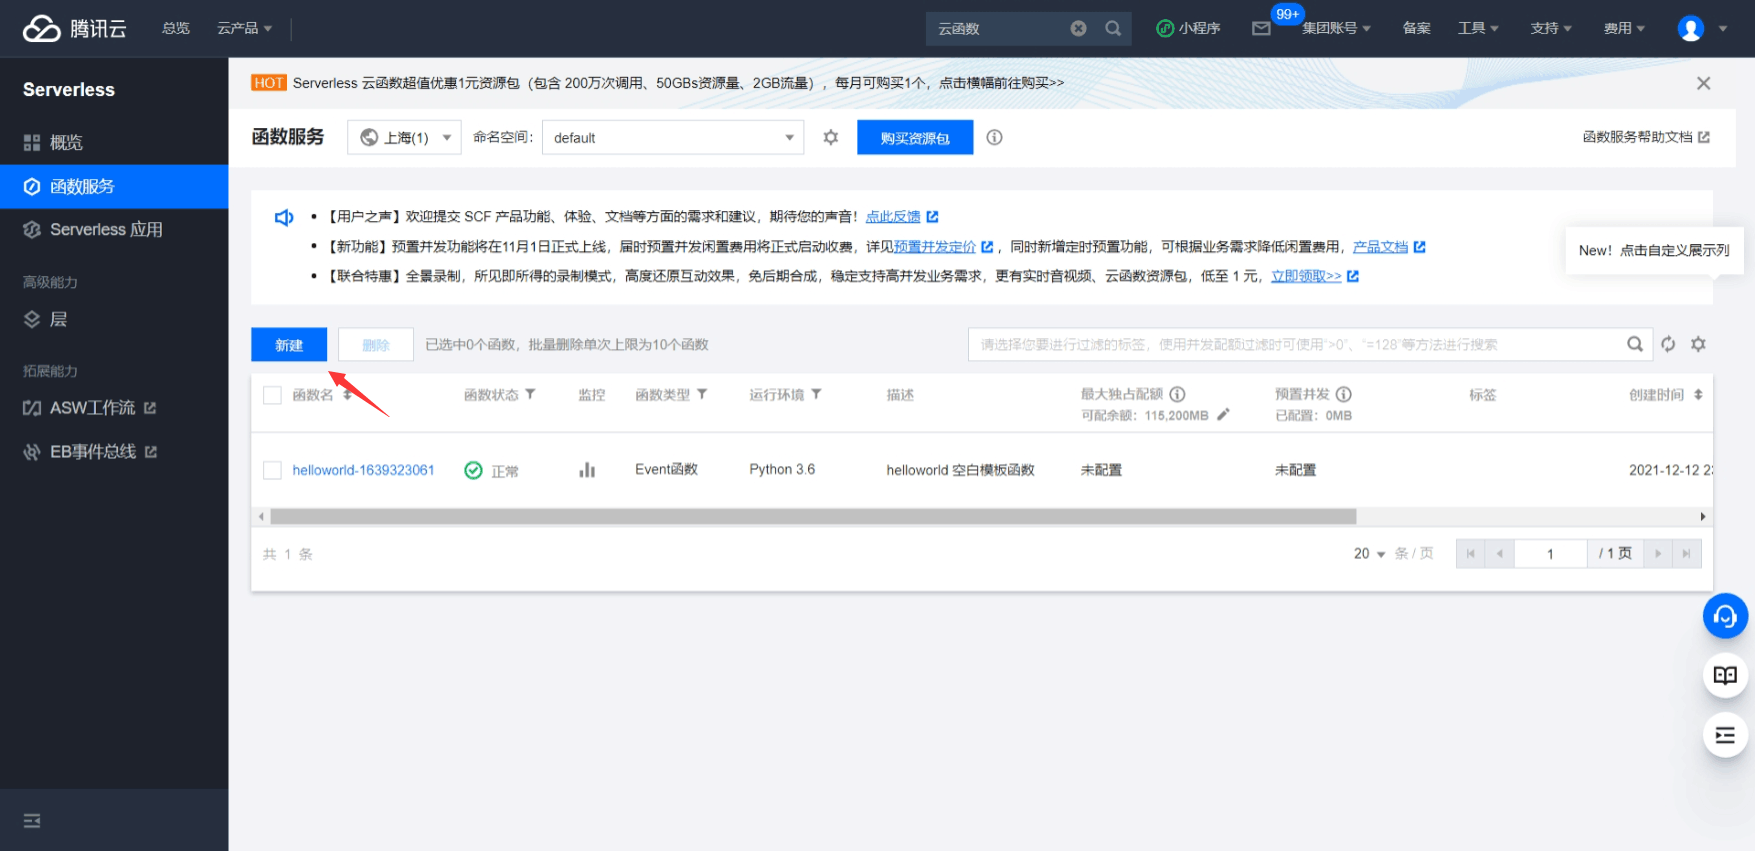 腾讯云
总览
云产品
云函数
小程序
99+
集团账号
备案
工具
支持
费用
Serverless
概览
函数服务
Serverless 应用
高级能力
层
拓展能力
ASW工作流
EB事件总线
HOT Serverless 云函数超值优惠1元资源包（包含 200万次调用、50GBs资源量、2GB流量），每月可购买1个，点击横幅前往购买>>
函数服务
上海(1)
命名空间:
default
购买资源包
函数服务帮助文档
• 【用户之声】欢迎提交 SCF 产品功能、体验、文档等方面的需求和建议，期待您的声音！点此反馈
• 【新功能】预置并发功能将在11月1日正式上线，届时预置并发闲置费用将正式启动收费，详见预置并发定价 ，同时新增定时预置功能，可根据业务需求降低闲置费用，产品文档
• 【联合特惠】全景录制，所见即所得的录制模式，高度还原互动效果，免后期合成，稳定支持高并发业务需求，更有实时音视频、云函数资源包，低至 1 元，立即领取>>
New！点击自定义展示列
新建
删除
已选中0个函数，批量删除单次上限为10个函数
请选择您要进行过滤的标签，使用并发配额过滤时可使用">0"、"=128"等方法进行搜索
函数名
函数状态
监控
函数类型
运行环境
描述
最大独占配额
可配余额：115,200MB
预置并发
已配置：0MB
标签
创建时间
helloworld-1639323061
正常
Event函数
Python 3.6
helloworld 空白模板函数
未配置
未配置
2021-12-12 2
共 1 条
20
条 / 页
1
/ 1 页